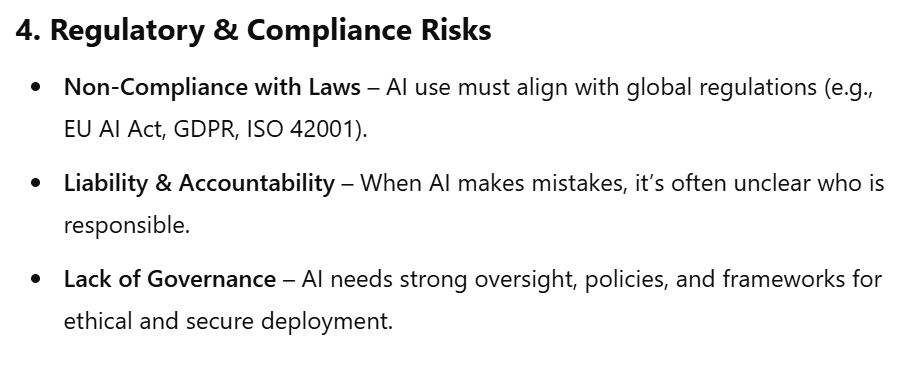 4. Regulatory & Compliance Risks
• Non-Compliance with Laws – AI use must align with global regulations (e.g.,
EU AI Act, GDPR, ISO 42001).
• Liability & Accountability – When AI makes mistakes, it’s often unclear who is
responsible.
• Lack of Governance – AI needs strong oversight, policies, and frameworks for
ethical and secure deployment.